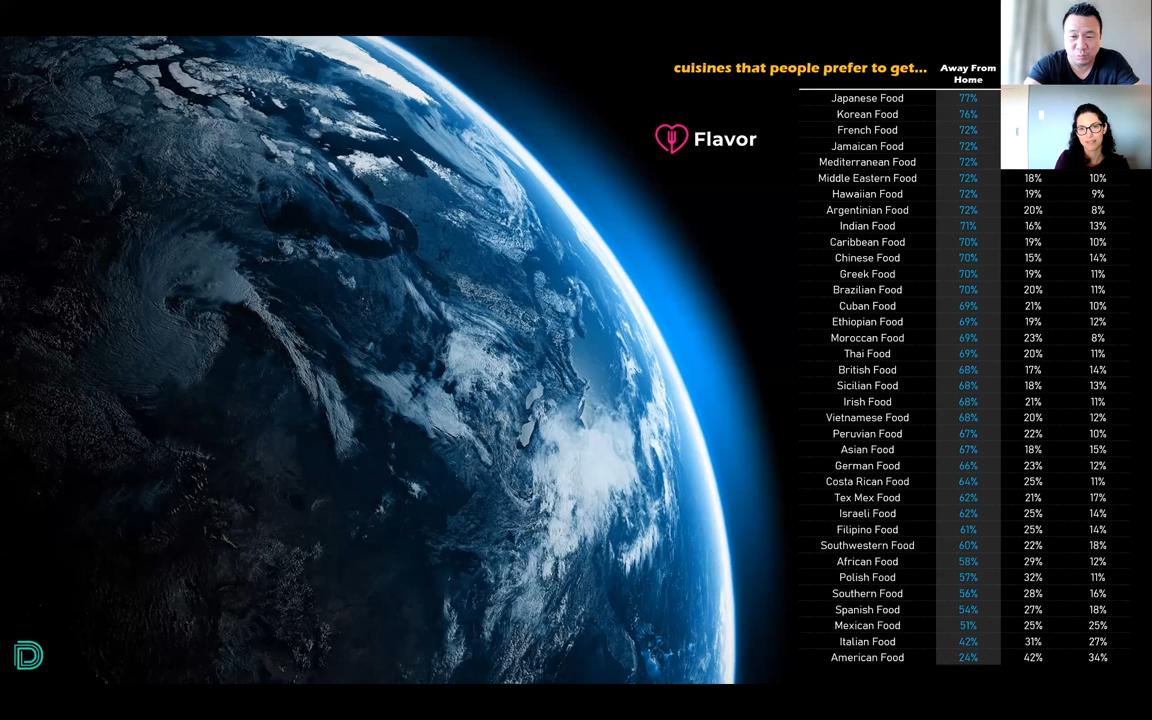 cuisines that people prefer to get...
Away From
Home
Flavor
Japanese Food 77%
Korean Food 76%
French Food 72%
Jamaican Food 72%
Mediterranean Food 72%
Middle Eastern Food 72% 18% 10%
Hawaiian Food 72% 19% 9%
Argentinian Food 72% 20% 8%
Indian Food 71% 16% 13%
Caribbean Food 70% 19% 10%
Chinese Food 70% 15% 14%
Greek Food 70% 19% 11%
Brazilian Food 70% 20% 11%
Cuban Food 69% 21% 10%
Ethiopian Food 69% 19% 12%
Moroccan Food 69% 23% 8%
Thai Food 69% 20% 11%
British Food 68% 17% 14%
Sicilian Food 68% 18% 13%
Irish Food 68% 21% 11%
Vietnamese Food 68% 20% 12%
Peruvian Food 67% 22% 10%
Asian Food 67% 18% 15%
German Food 66% 23% 12%
Costa Rican Food 64% 25% 11%
Tex Mex Food 62% 21% 17%
Israeli Food 62% 25% 14%
Filipino Food 61% 25% 14%
Southwestern Food 60% 22% 18%
African Food 58% 29% 12%
Polish Food 57% 32% 11%
Southern Food 56% 28% 16%
Spanish Food 54% 27% 18%
Mexican Food 51% 25% 25%
Italian Food 42% 31% 27%
American Food 24% 42% 34%